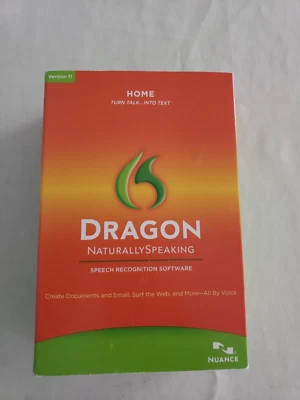 Version 11
HOME
TURN TALK...INTO TEXT
DRAGON
NATURALLYSPEAKING
SPEECH RECOGNITION SOFTWARE
Create Documents and Email, Surf the Web, and More—All By Voice
NUANCE